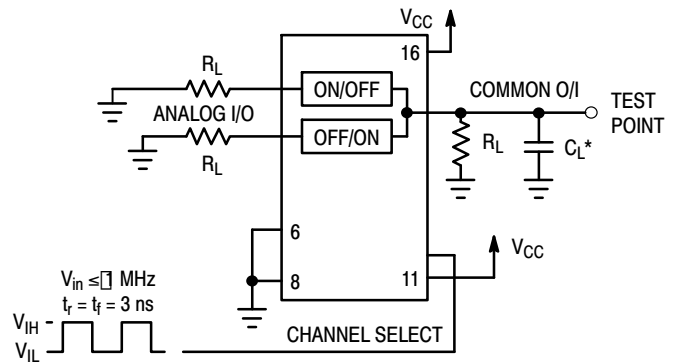 VCC
16
RL
ON/OFF
COMMON O/I
TEST
POINT
ANALOG I/O
OFF/ON
RL
RL
CL*
6
VCC
8
11
Vin ≤ 1 MHz
tr = tf = 3 ns
VIH
VIL
CHANNEL SELECT